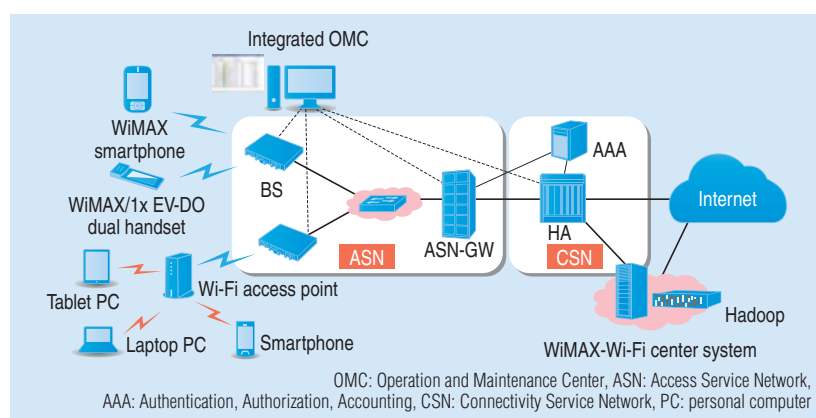 Integrated OMC
WiMAX
smartphone
WiMAX/1x EV-DO
dual handset
BS
ASN
ASN-GW
AAA
HA
CSN
Internet
Tablet PC
Wi-Fi access point
Laptop PC
Smartphone
Hadoop
WiMAX-Wi-Fi center system
OMC: Operation and Maintenance Center, ASN: Access Service Network,
AAA: Authentication, Authorization, Accounting, CSN: Connectivity Service Network, PC: personal computer